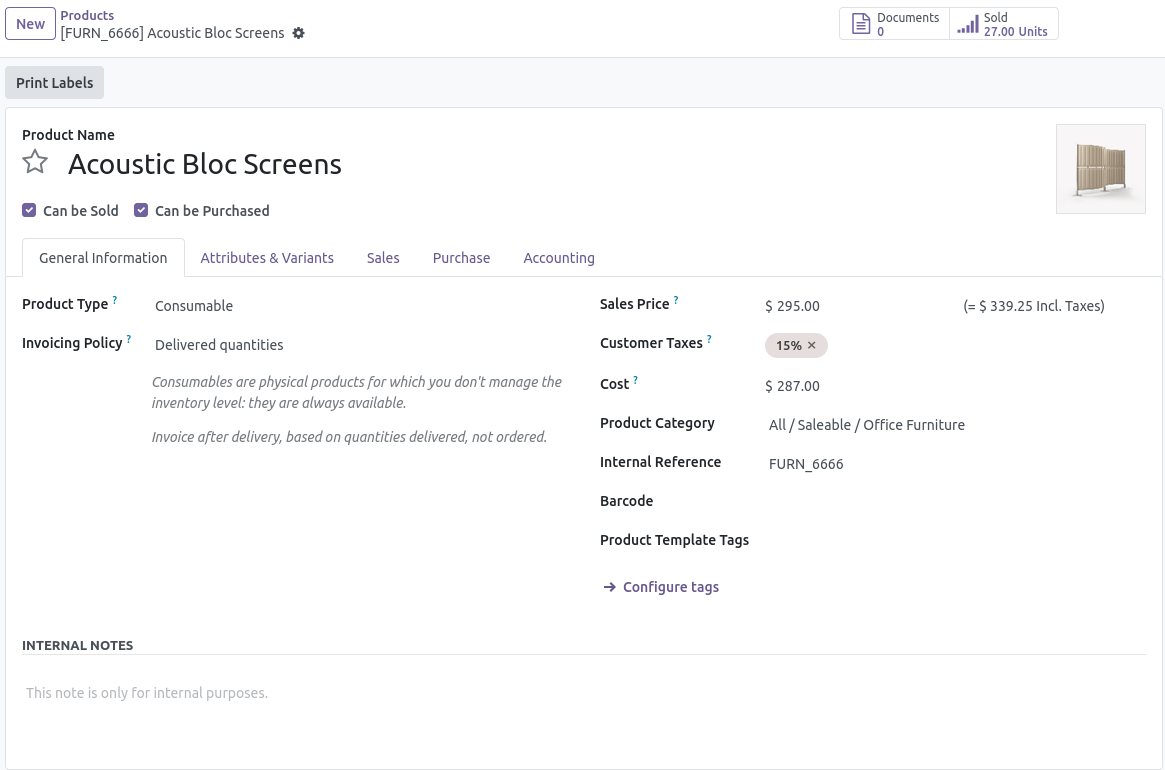 New
Products
[FURN_6666] Acoustic Bloc Screens
Documents
0
Sold
27.00 Units
Print Labels
Product Name
Acoustic Bloc Screens
Can be Sold
Can be Purchased
General Information
Attributes & Variants
Sales
Purchase
Accounting
Product Type ?
Consumable
Invoicing Policy ?
Delivered quantities
Consumables are physical products for which you don't manage the
inventory level: they are always available.
Invoice after delivery, based on quantities delivered, not ordered.
Sales Price ?
$ 295.00
(= $ 339.25 Incl. Taxes)
Customer Taxes ?
15% ×
Cost ?
$ 287.00
Product Category
All / Saleable / Office Furniture
Internal Reference
FURN_6666
Barcode
Product Template Tags
→ Configure tags
INTERNAL NOTES
This note is only for internal purposes.